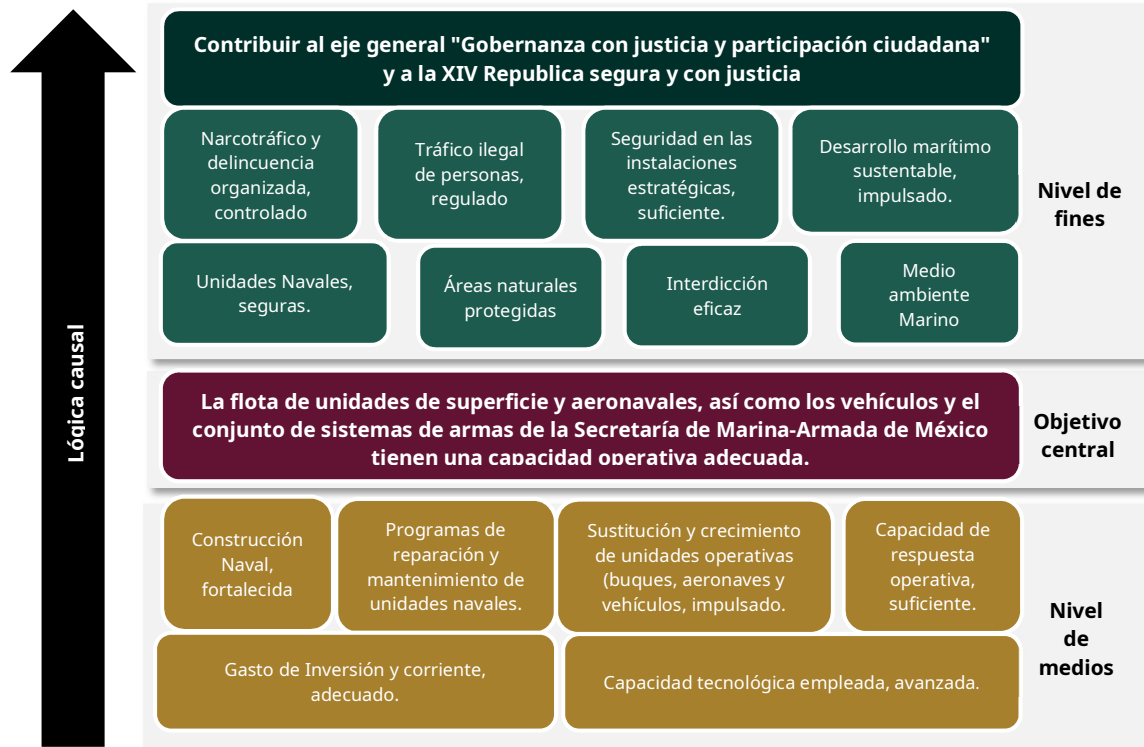 Contribuir al eje general "Gobernanza con justicia y participación ciudadana"
y a la XIV Republica segura y con justicia
Narcotráfico y
delincuencia
organizada,
controlado
Tráfico ilegal
de personas,
regulado
Seguridad en las
instalaciones
estratégicas,
suficiente.
Desarrollo marítimo
sustentable,
impulsado.
Nivel de
fines
Unidades Navales,
seguras.
Áreas naturales
protegidas
Interdicción
eficaz
Medio
ambiente
Marino
Lógica causal
La flota de unidades de superficie y aeronavales, así como los vehículos y el
conjunto de sistemas de armas de la Secretaría de Marina-Armada de México
tienen una capacidad operativa adecuada.
Objetivo
central
Construcción
Naval,
fortalecida
Programas de
reparación y
mantenimiento de
unidades navales.
Sustitución y crecimiento
de unidades operativas
(buques, aeronaves y
vehículos, impulsado.
Capacidad de
respuesta
operativa,
suficiente.
Nivel
de
medios
Gasto de Inversión y corriente,
adecuado.
Capacidad tecnológica empleada, avanzada.